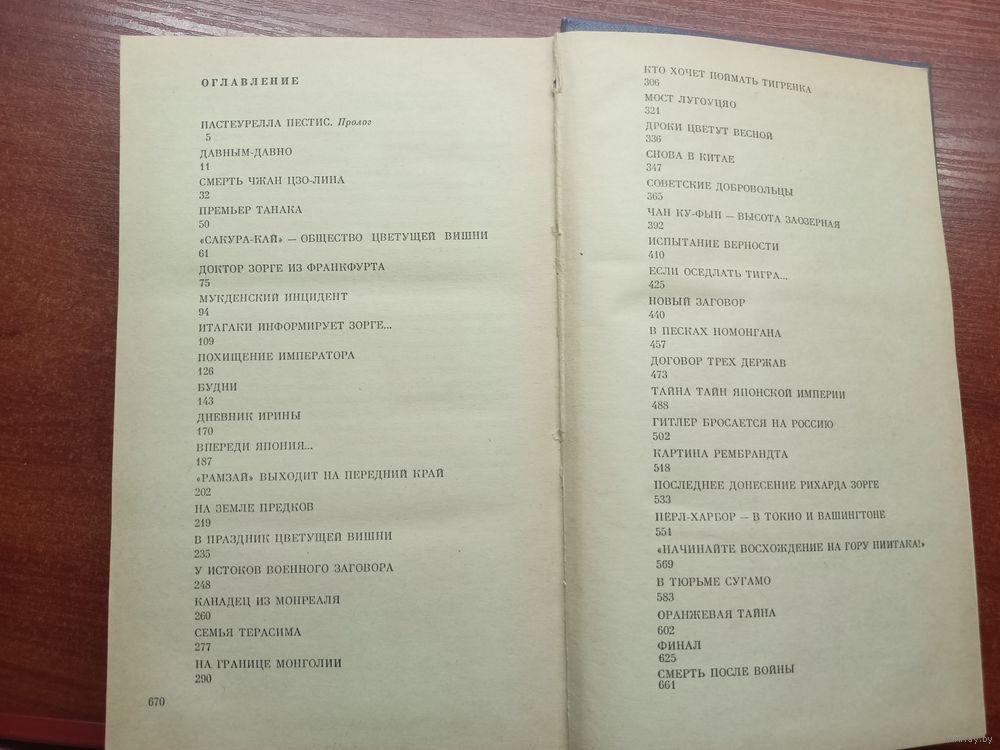 ОГЛАВЛЕНИЕ
ПАСТЕУРЕЛЛА ПЕСТИС. Пролог
5
ДАВНЫМ-ДАВНО
11
СМЕРТЬ ЧЖАН ЦЗО-ЛИНА
32
ПРЕМЬЕР ТАНАКА
50
«САКУРА-КАЙ» — ОБЩЕСТВО ЦВЕТУЩЕЙ ВИШНИ
61
ДОКТОР ЗОРГЕ ИЗ ФРАНКФУРТА
75
МУКДЕНСКИЙ ИНЦИДЕНТ
94
ИТАГАКИ ИНФОРМИРУЕТ ЗОРГЕ...
109
ПОХИЩЕНИЕ ИМПЕРАТОРА
126
БУДНИ
143
ДНЕВНИК ИРИНЫ
170
ВПЕРЕДИ ЯПОНИЯ...
187
«РАМЗАЙ» ВЫХОДИТ НА ПЕРЕДНИЙ КРАЙ
202
НА ЗЕМЛЕ ПРЕДКОВ
219
В ПРАЗДНИК ЦВЕТУЩЕЙ ВИШНИ
235
У ИСТОКОВ ВОЕННОГО ЗАГОВОРА
248
КАНАДЕЦ ИЗ МОНРЕАЛЯ
260
СЕМЬЯ ТЕРАСИМА
277
НА ГРАНИЦЕ МОНГОЛИИ
290
670
КТО ХОЧЕТ ПОЙМАТЬ ТИГРЕНКА
306
МОСТ ЛУГОУЦЯО
321
ДРОКИ ЦВЕТУТ ВЕСНОЙ
336
СНОВА В КИТАЕ
347
СОВЕТСКИЕ ДОБРОВОЛЬЦЫ
365
ЧАН КУ-ФЫН — ВЫСОТА ЗАОЗЕРНАЯ
392
ИСПЫТАНИЕ ВЕРНОСТИ
410
ЕСЛИ ОСЕДЛАТЬ ТИГРА...
425
НОВЫЙ ЗАГОВОР
440
В ПЕСКАХ НОМОНГАНА
457
ДОГОВОР ТРЕХ ДЕРЖАВ
473
ТАЙНА ТАЙН ЯПОНСКОЙ ИМПЕРИИ
488
ГИТЛЕР БРОСАЕТСЯ НА РОССИЮ
502
КАРТИНА РЕМБРАНДТА
518
ПОСЛЕДНЕЕ ДОНЕСЕНИЕ РИХАРДА ЗОРГЕ
533
ПЁРЛ-ХАРБОР — В ТОКИО И ВАШИНГТОНЕ
551
«НАЧИНАЙТЕ ВОСХОЖДЕНИЕ НА ГОРУ НИИТАКА!»
569
В ТЮРЬМЕ СУГАМО
583
ОРАНЖЕВАЯ ТАЙНА
602
ФИНАЛ
625
СМЕРТЬ ПОСЛЕ ВОЙНЫ
661